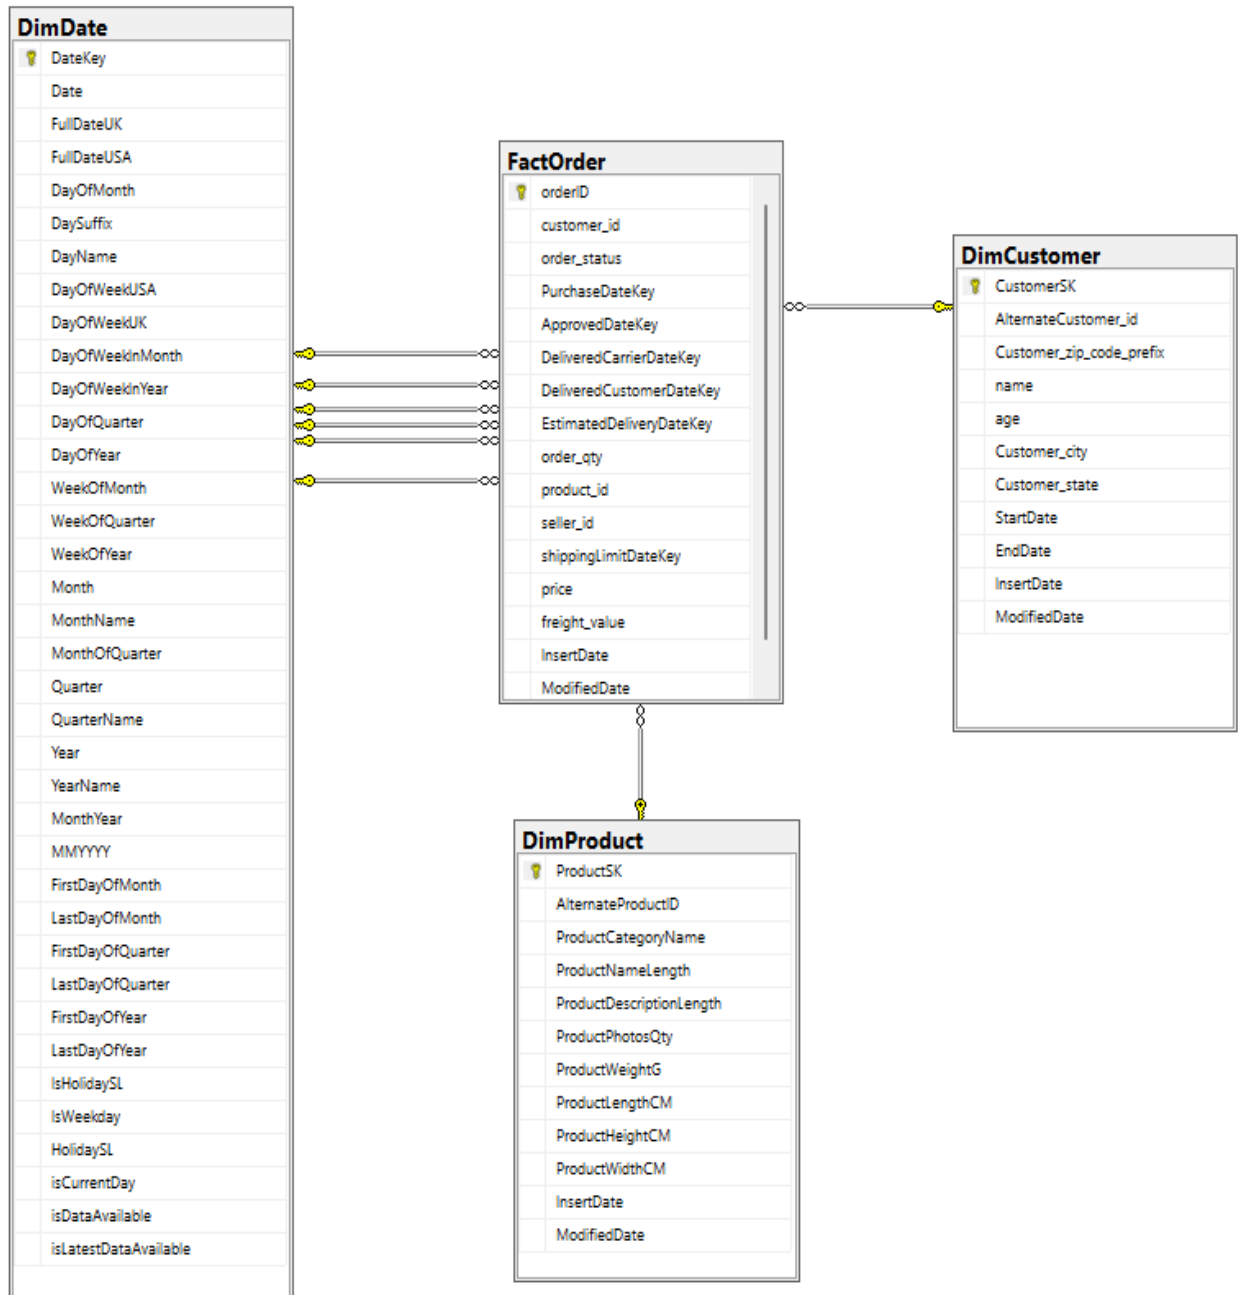 DimDate
DateKey
Date
FullDateUK
FullDateUSA
DayOfMonth
DaySuffix
DayName
DayOfWeekUSA
DayOfWeekUK
DayOfWeekInMonth
DayOfWeekInYear
DayOfQuarter
DayOfYear
WeekOfMonth
WeekOfQuarter
WeekOfYear
Month
MonthName
MonthOfQuarter
Quarter
QuarterName
Year
YearName
MonthYear
MMYYYY
FirstDayOfMonth
LastDayOfMonth
FirstDayOfQuarter
LastDayOfQuarter
FirstDayOfYear
LastDayOfYear
IsHolidaySL
IsWeekday
HolidaySL
isCurrentDay
isDataAvailable
isLatestDataAvailable
FactOrder
orderID
customer_id
order_status
PurchaseDateKey
ApprovedDateKey
DeliveredCarrierDateKey
DeliveredCustomerDateKey
EstimatedDeliveryDateKey
order_qty
product_id
seller_id
shippingLimitDateKey
price
freight_value
InsertDate
ModifiedDate
DimCustomer
CustomerSK
AlternateCustomer_id
Customer_zip_code_prefix
name
age
Customer_city
Customer_state
StartDate
EndDate
InsertDate
ModifiedDate
DimProduct
ProductSK
AlternateProductID
ProductCategoryName
ProductNameLength
ProductDescriptionLength
ProductPhotosQty
ProductWeightG
ProductLengthCM
ProductHeightCM
ProductWidthCM
InsertDate
ModifiedDate